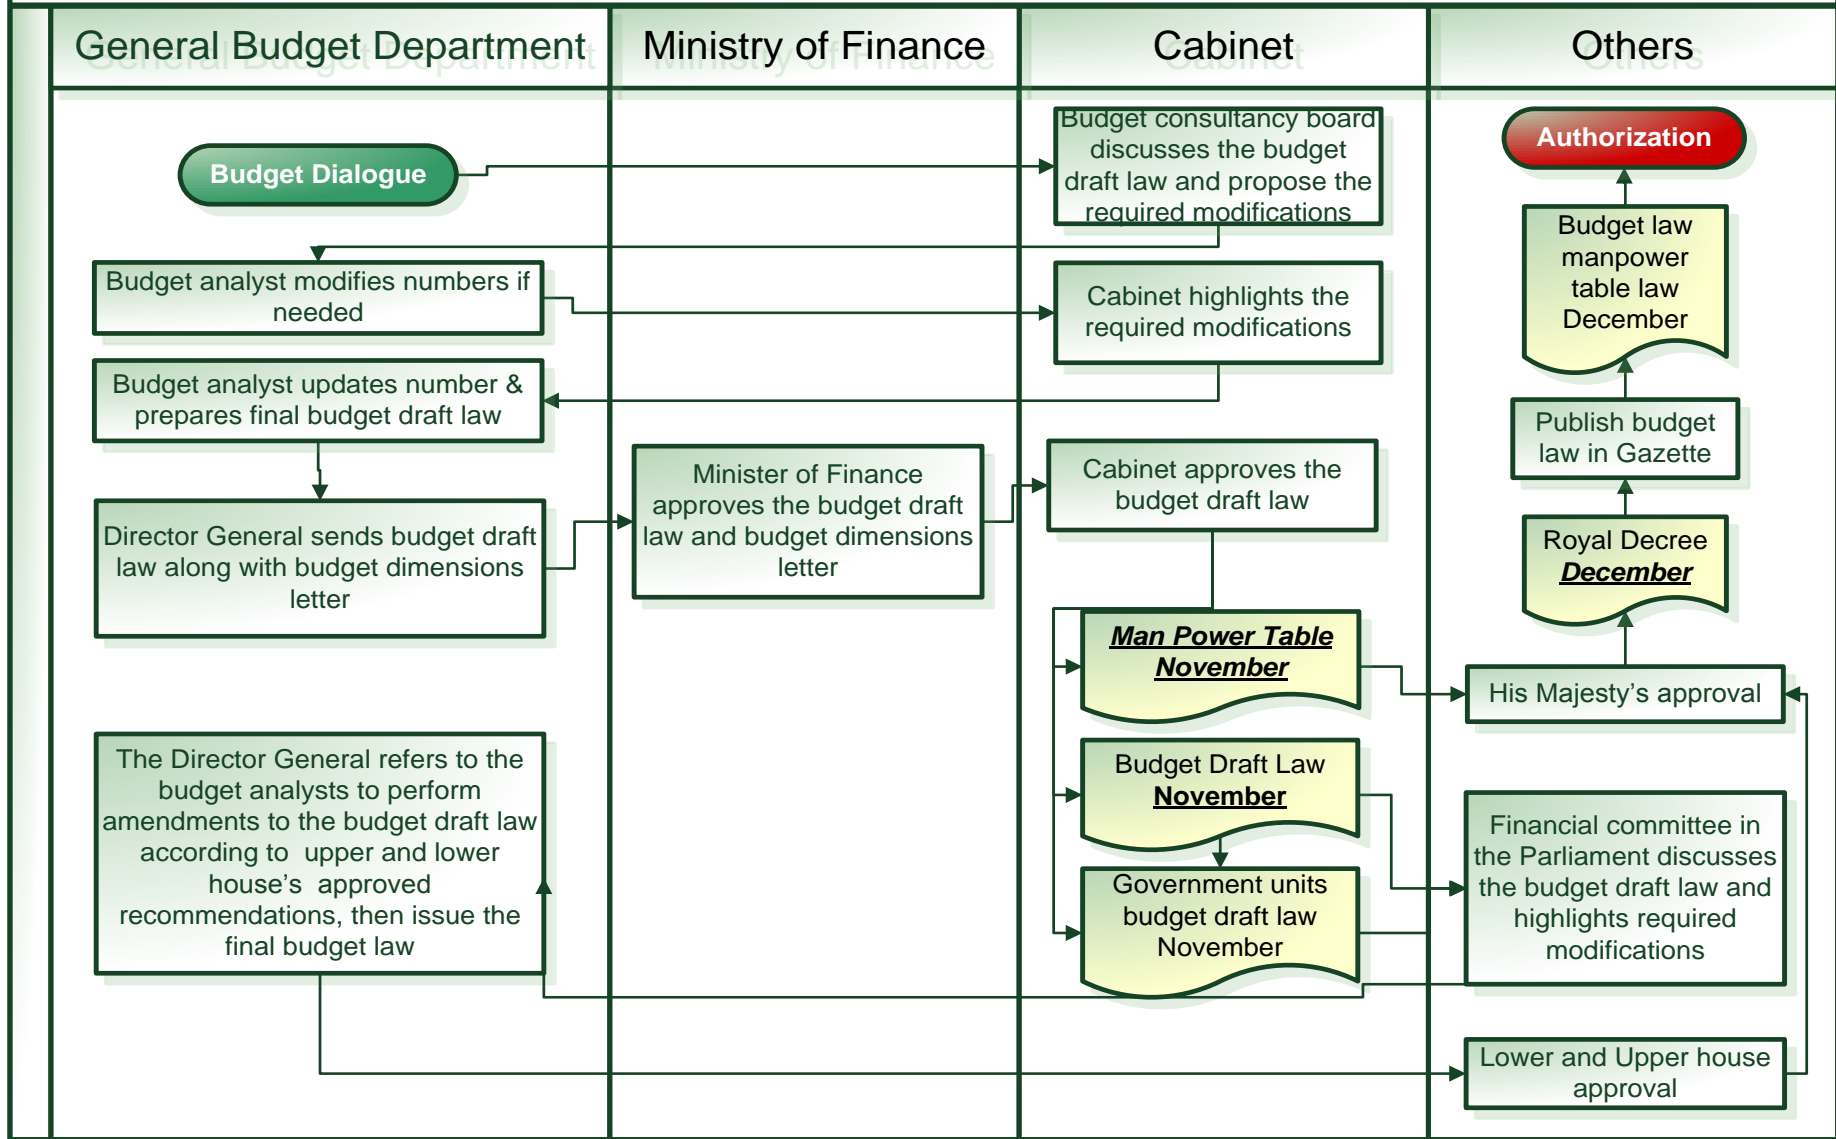 General Budget Department
Ministry of Finance
Cabinet
Others
Budget Dialogue
Budget consultancy board
discusses the budget
draft law and propose the
required modifications
Budget analyst modifies numbers if
needed
Cabinet highlights the
required modifications
Budget analyst updates number &
prepares final budget draft law
Director General sends budget draft
law along with budget dimensions
letter
Minister of Finance
approves the budget draft
law and budget dimensions
letter
Cabinet approves the
budget draft law
Man Power Table
November
Budget Draft Law
November
Government units
budget draft law
November
The Director General refers to the
budget analysts to perform
amendments to the budget draft law
according to  upper and lower
house’s  approved
recommendations, then issue the
final budget law
Authorization
Budget law
manpower
table law
December
Publish budget
law in Gazette
Royal Decree
December
His Majesty’s approval
Financial committee in
the Parliament discusses
the budget draft law and
highlights required
modifications
Lower and Upper house
approval